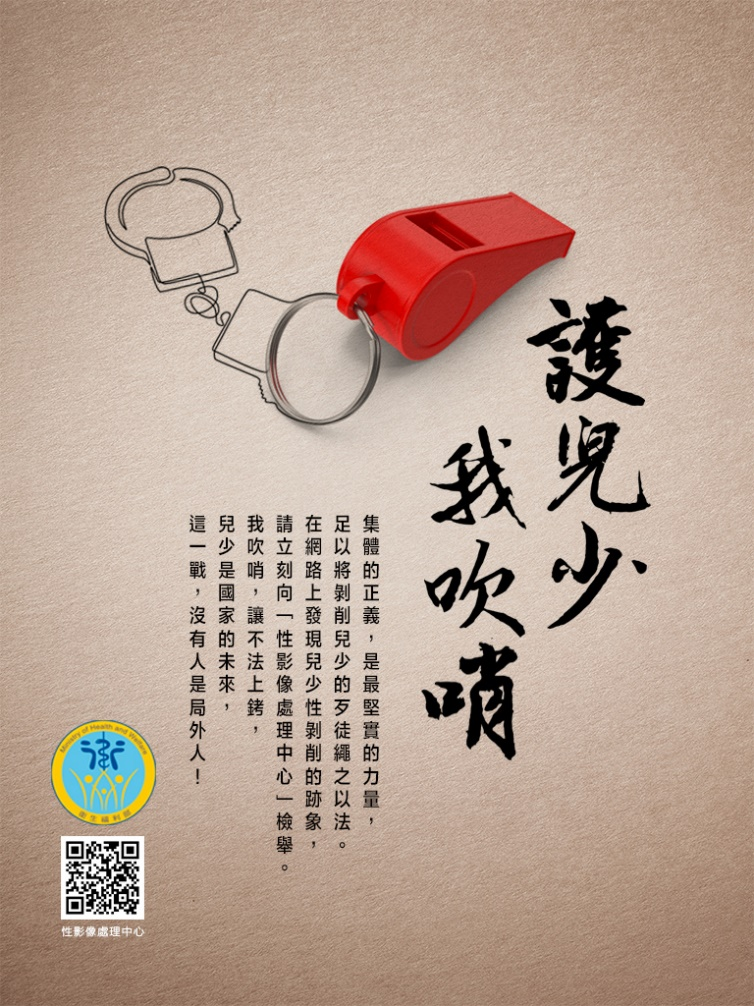 護兒少
我吹哨
集體的正義，是最堅實的力量，
足以將剝削兒少的歹徒繩之以法。
在網路上發現兒少性剝削的跡象，
請立刻向「性影像處理中心」檢舉。
我吹哨，讓不法上銬，
兒少是國家的未來，
這一戰，沒有人是局外人！
Ministry of Health and Welfare
衛生福利部
性影像處理中心